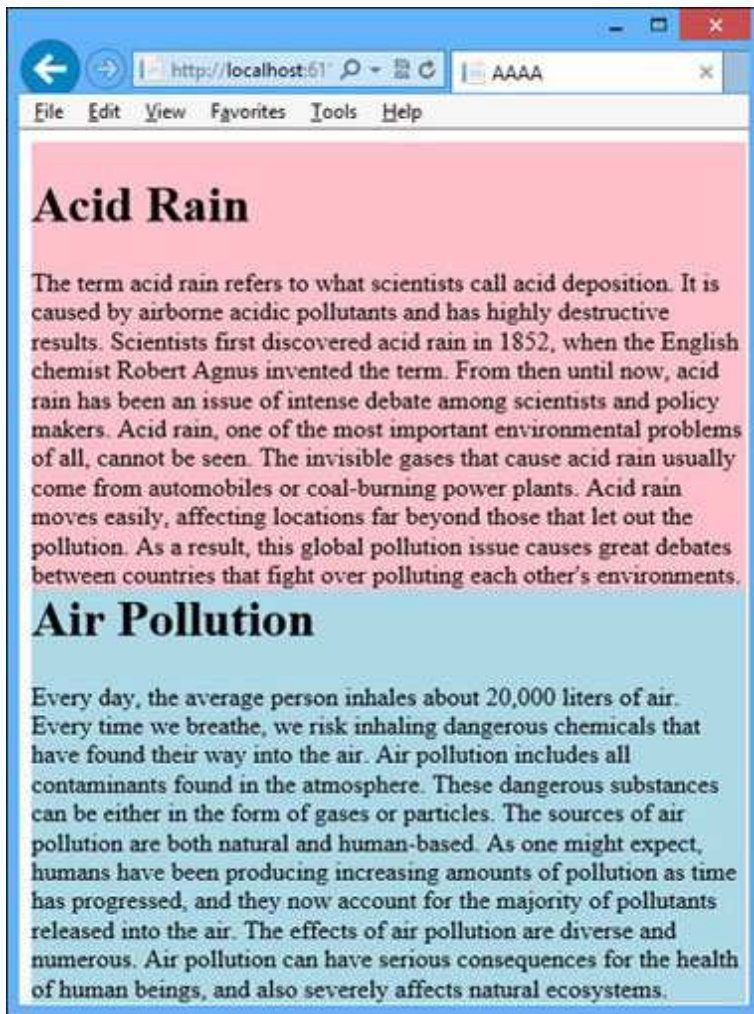 http://localhost:61
AAAA
File Edit View Favorites Tools Help
Acid Rain
The term acid rain refers to what scientists call acid deposition. It is
caused by airborne acidic pollutants and has highly destructive
results. Scientists first discovered acid rain in 1852, when the English
chemist Robert Agnus invented the term. From then until now, acid
rain has been an issue of intense debate among scientists and policy
makers. Acid rain, one of the most important environmental problems
of all, cannot be seen. The invisible gases that cause acid rain usually
come from automobiles or coal-burning power plants. Acid rain
moves easily, affecting locations far beyond those that let out the
pollution. As a result, this global pollution issue causes great debates
between countries that fight over polluting each other's environments.
Air Pollution
Every day, the average person inhales about 20,000 liters of air.
Every time we breathe, we risk inhaling dangerous chemicals that
have found their way into the air. Air pollution includes all
contaminants found in the atmosphere. These dangerous substances
can be either in the form of gases or particles. The sources of air
pollution are both natural and human-based. As one might expect,
humans have been producing increasing amounts of pollution as time
has progressed, and they now account for the majority of pollutants
released into the air. The effects of air pollution are diverse and
numerous. Air pollution can have serious consequences for the health
of human beings, and also severely affects natural ecosystems.